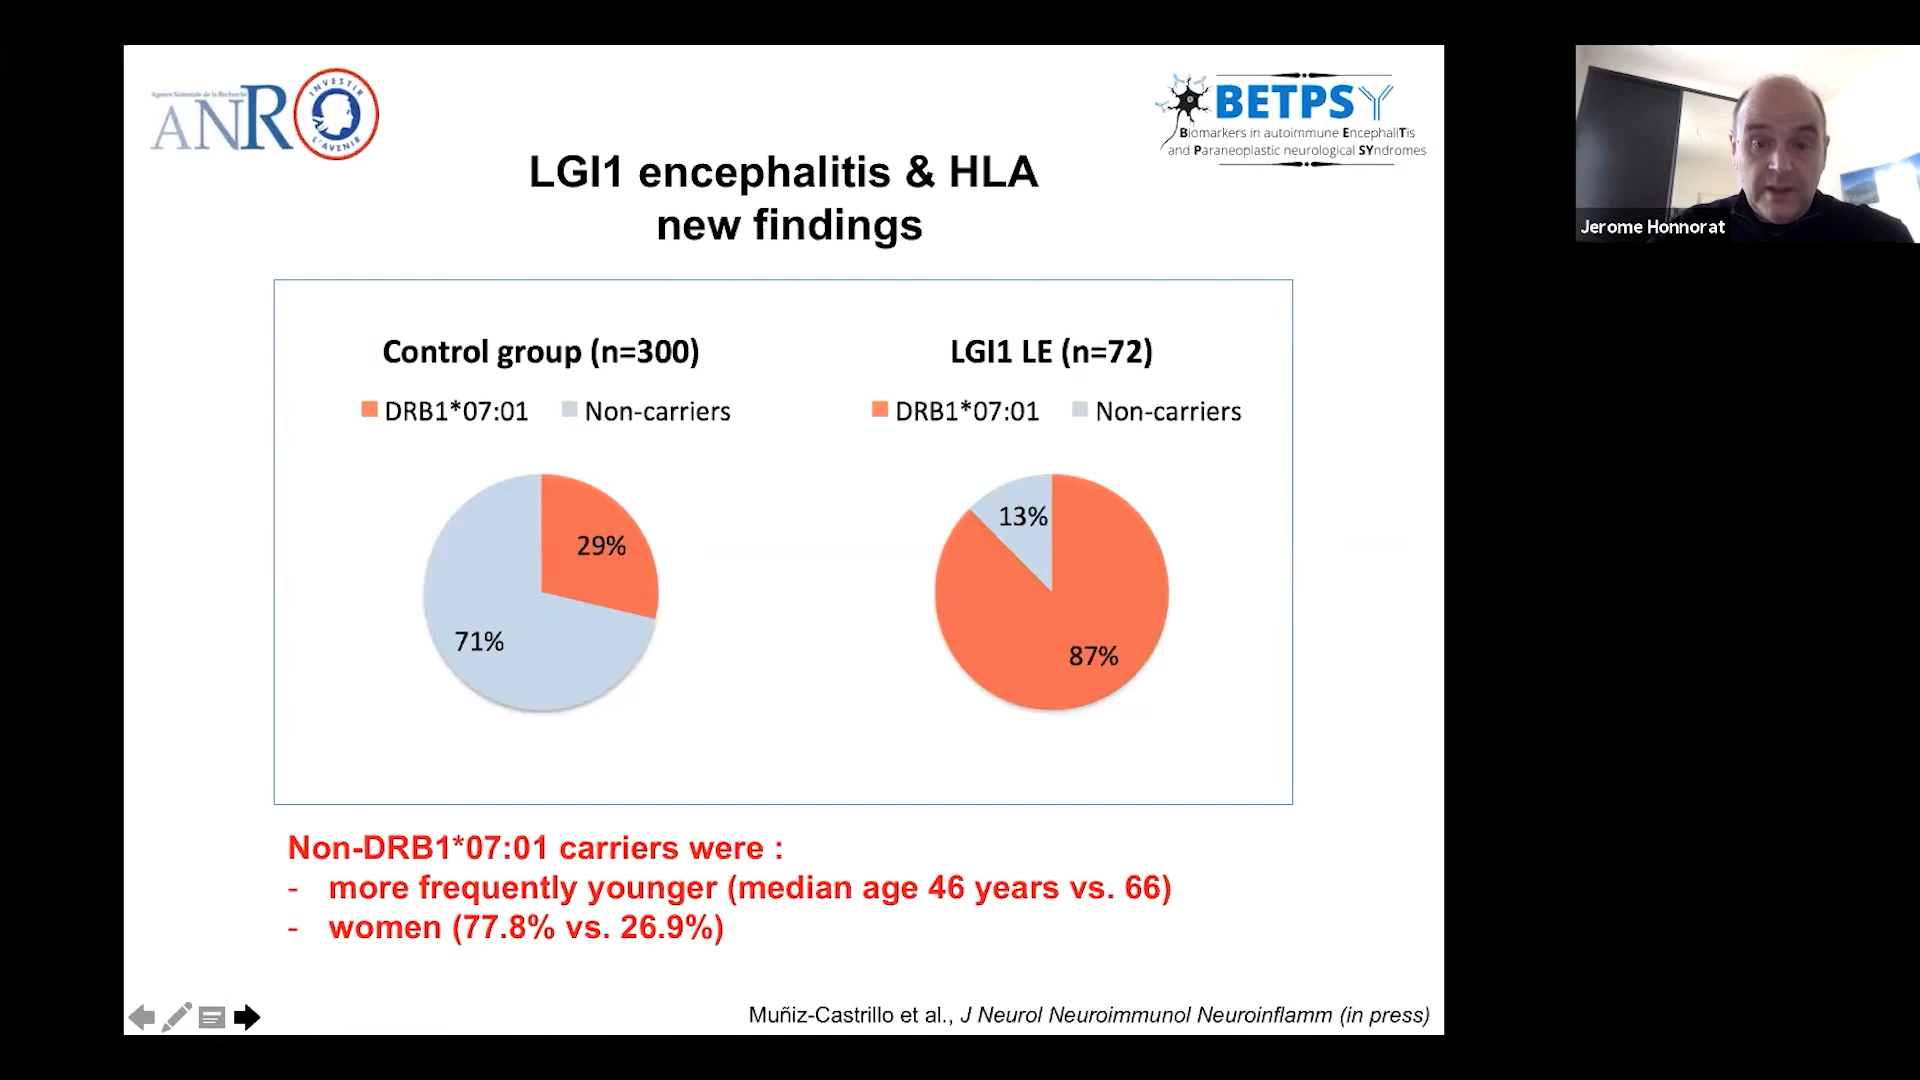 Agence Nationale de la Recherche
ANR
INVESTIR
L'AVENIR
BETPSY
Biomarkers in autoimmune EncephaliTis
and Paraneoplastic neurological SYndromes
LGI1 encephalitis & HLA
new findings
Jerome Honnorat
Control group (n=300)
DRB1*07:01 Non-carriers
29%
71%
LGI1 LE (n=72)
DRB1*07:01 Non-carriers
13%
87%
Non-DRB1*07:01 carriers were :
- more frequently younger (median age 46 years vs. 66)
- women (77.8% vs. 26.9%)
Muñiz-Castrillo et al., J Neurol Neuroimmunol Neuroinflamm (in press)